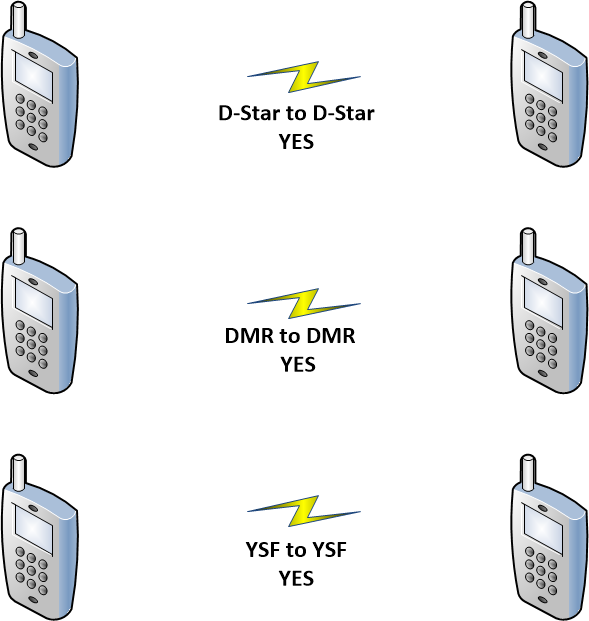 D-Star to D-Star
YES
DMR to DMR
YES
YSF to YSF
YES